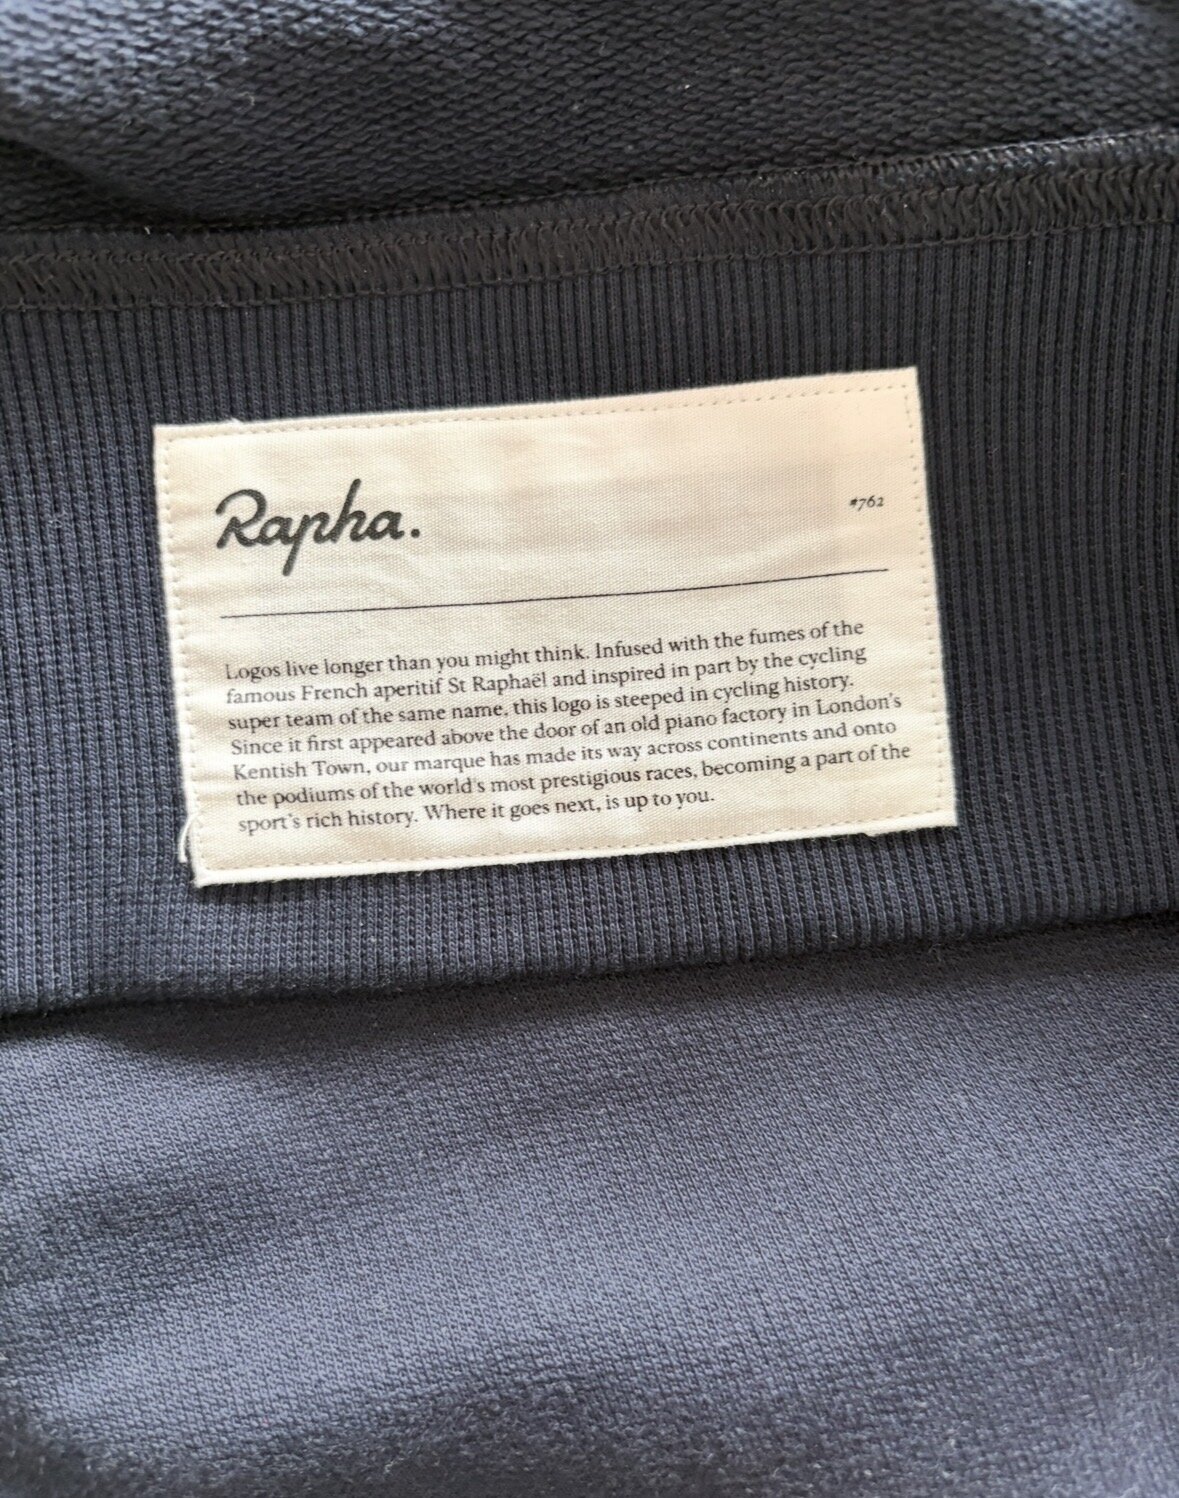 Rapha.
#762
Logos live longer than you might think. Infused with the fumes of the
famous French aperitif St Raphaël and inspired in part by the cycling
super team of the same name, this logo is steeped in cycling history.
Since it first appeared above the door of an old piano factory in London's
Kentish Town, our marque has made its way across continents and onto
the podiums of the world's most prestigious races, becoming a part of the
sport's rich history. Where it goes next, is up to you.